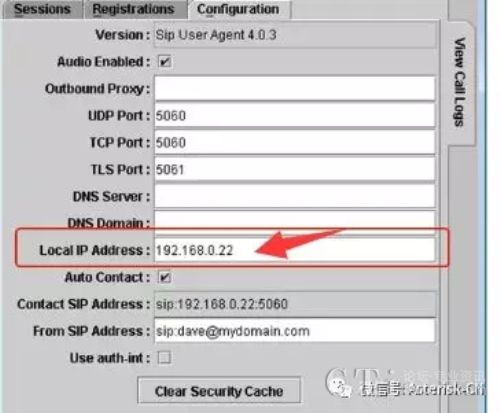 Sessions Registrations Configuration
Version : Sip User Agent 4.0.3
Audio Enabled :
Outbound Proxy :
UDP Port : 5060
TCP Port : 5060
TLS Port : 5061
DNS Server :
DNS Domain :
Local IP Address : 192.168.0.22
Auto Contact :
Contact SIP Address : sip:192.168.0.22:5060
From SIP Address : sip:dave@mydomain.com
Use auth-int :
Clear Security Cache
View Call Logs
微信号: Asterisk-CN